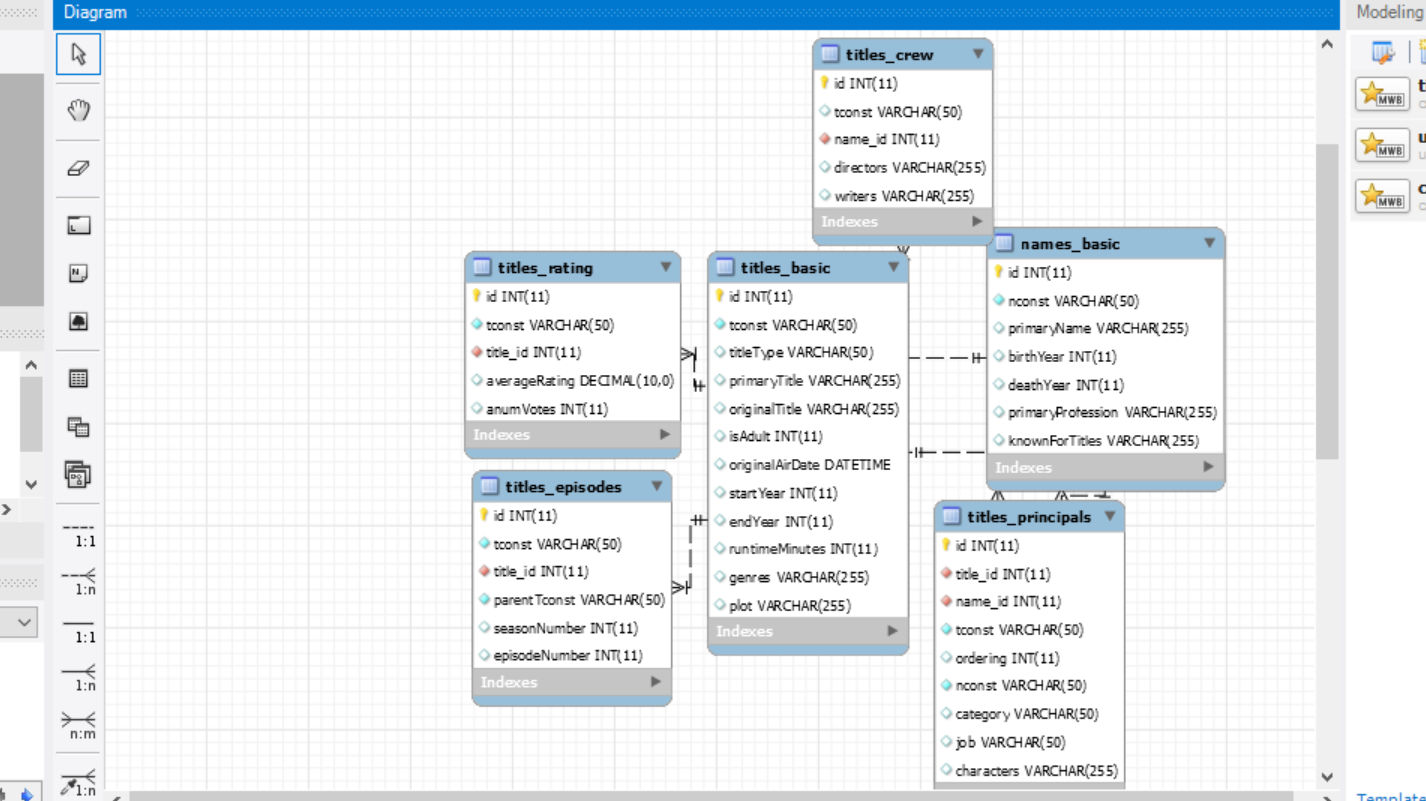 Diagram
Modeling
titles_crew
id INT(11)
tconst VARCHAR(50)
name_id INT(11)
directors VARCHAR(255)
writers VARCHAR(255)
Indexes
names_basic
id INT(11)
nconst VARCHAR(50)
primaryName VARCHAR(255)
birthYear INT(11)
deathYear INT(11)
primaryProfession VARCHAR(255)
knownForTitles VARCHAR(255)
Indexes
titles_rating
id INT(11)
tconst VARCHAR(50)
title_id INT(11)
averageRating DECIMAL(10,0)
anumVotes INT(11)
Indexes
titles_basic
id INT(11)
tconst VARCHAR(50)
titleType VARCHAR(50)
primaryTitle VARCHAR(255)
originalTitle VARCHAR(255)
isAdult INT(11)
originalAirDate DATETIME
startYear INT(11)
endYear INT(11)
runtimeMinutes INT(11)
genres VARCHAR(255)
plot VARCHAR(255)
Indexes
titles_episodes
id INT(11)
tconst VARCHAR(50)
title_id INT(11)
parentTconst VARCHAR(50)
seasonNumber INT(11)
episodeNumber INT(11)
Indexes
titles_principals
id INT(11)
title_id INT(11)
name_id INT(11)
tconst VARCHAR(50)
ordering INT(11)
nconst VARCHAR(50)
category VARCHAR(50)
job VARCHAR(50)
characters VARCHAR(255)
1:1
1:n
1:1
1:n
n:m
1:n
MWB
MWB
MWB
Template